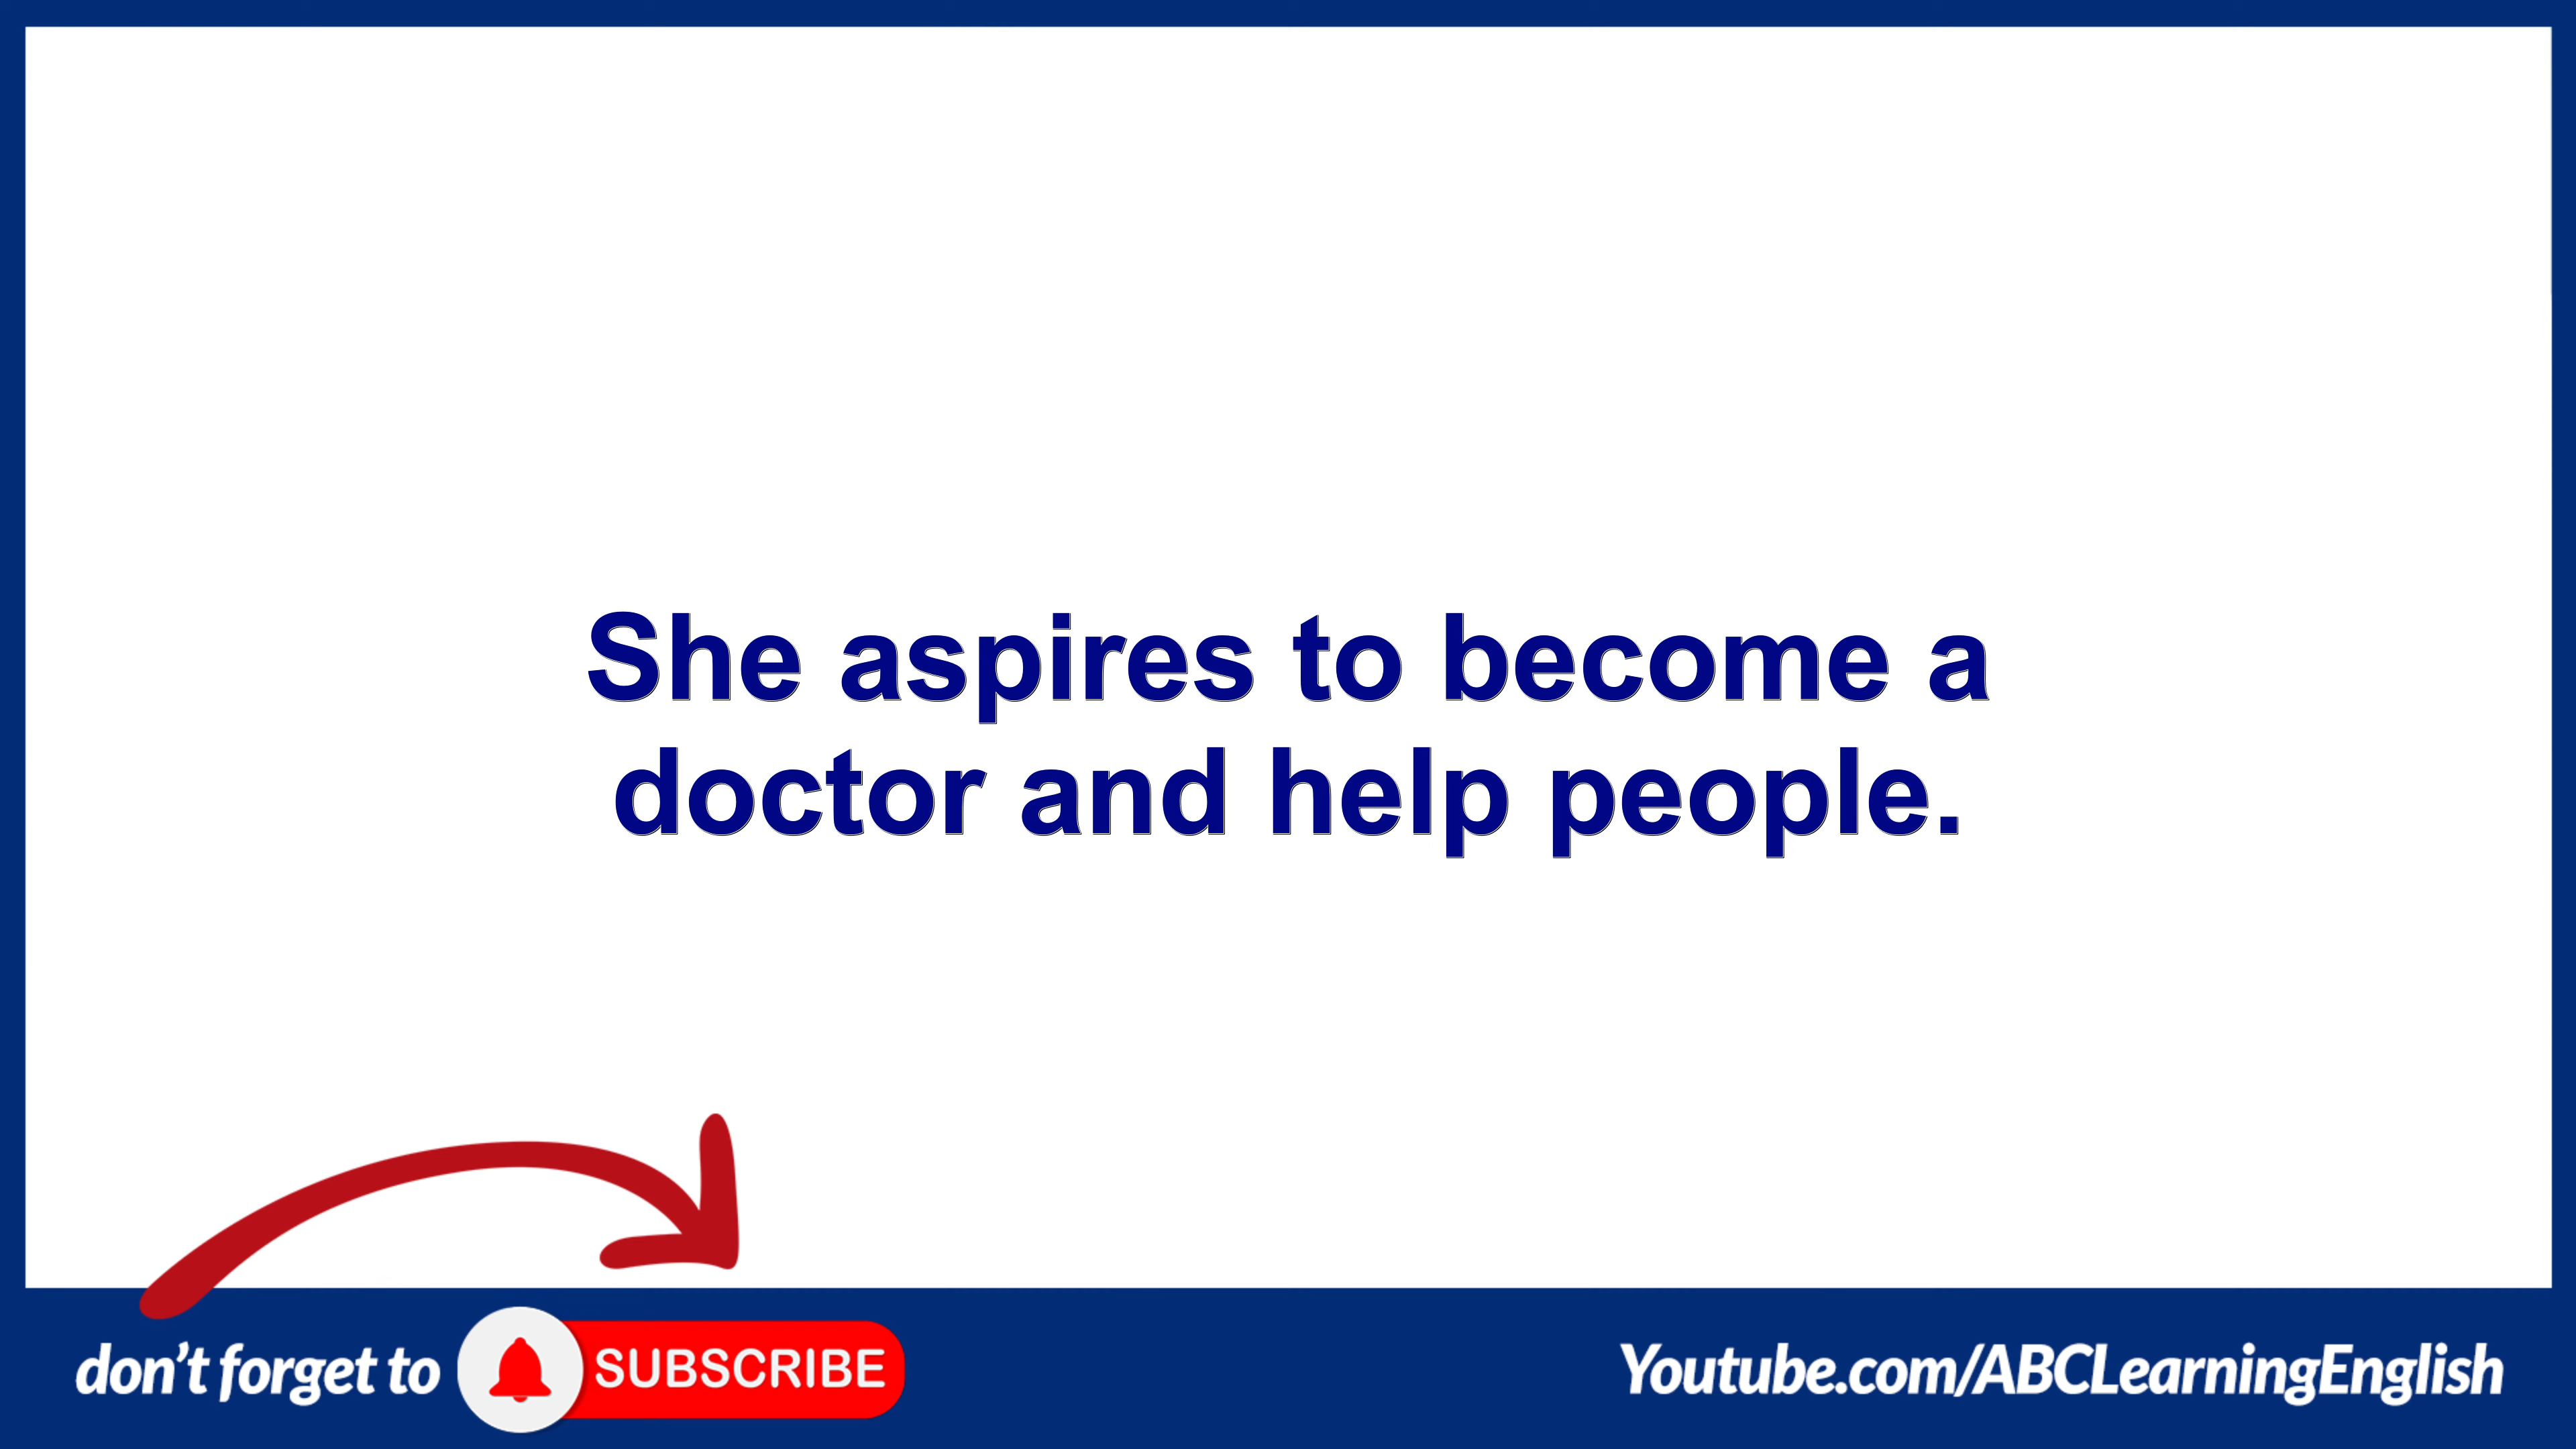 She aspires to become a
doctor and help people.
don't forget to SUBSCRIBE
Youtube.com/ABCLearningEnglish